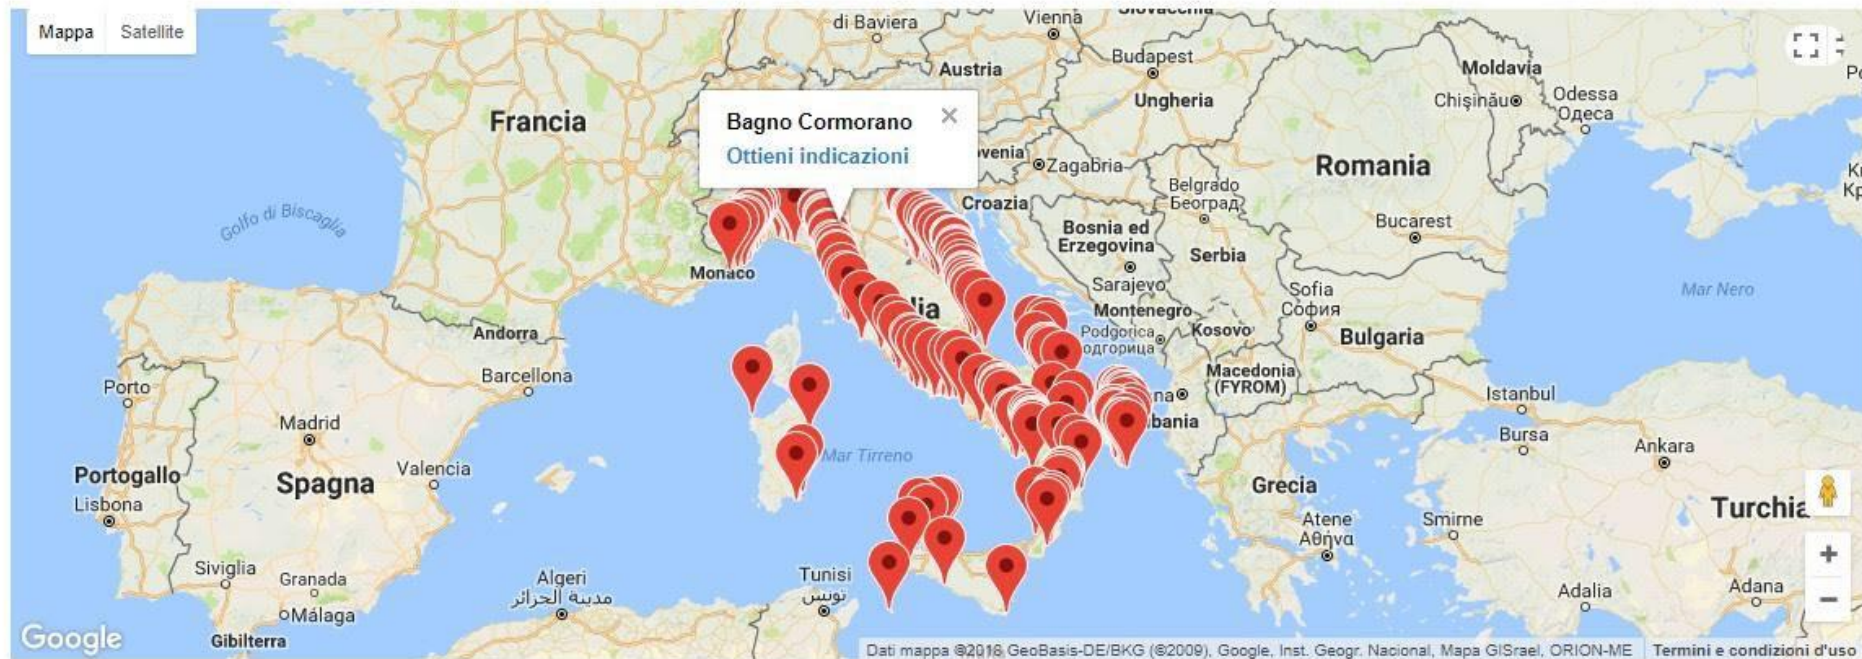 Mappa
Satellite
di Baviera
Vienna
Slovacchia
Budapest
Austria
Moldavia
Ungheria
Chişinău
Odessa
Одеса
Francia
Bagno Cormorano
Ottieni indicazioni
Zagabria
Romania
Belgrado
Београд
Croazia
Golfo di Biscaglia
Bosnia ed
Erzegovina
Bucarest
Serbia
Monaco
Sarajevo
Sofia
София
Mar Nero
Montenegro
Podgorica
Kosovo
Andorra
Bulgaria
Macedonia
(FYROM)
Barcellona
Porto
Istanbul
Madrid
Bursa
Ankara
Mar Tirreno
Valencia
Portogallo
Spagna
Lisbona
Grecia
Turchia
Atene
Αθήνα
Smirne
Siviglia
Granada
Algeri
مدينة الجزائر
Tunisi
تونس
Adalia
Adana
Málaga
Gibilterra
Google
Dati mappa ©2018 GeoBasis-DE/BKG (©2009), Google, Inst. Geogr. Nacional, Mapa GISrael, ORION-ME
Termini e condizioni d'uso